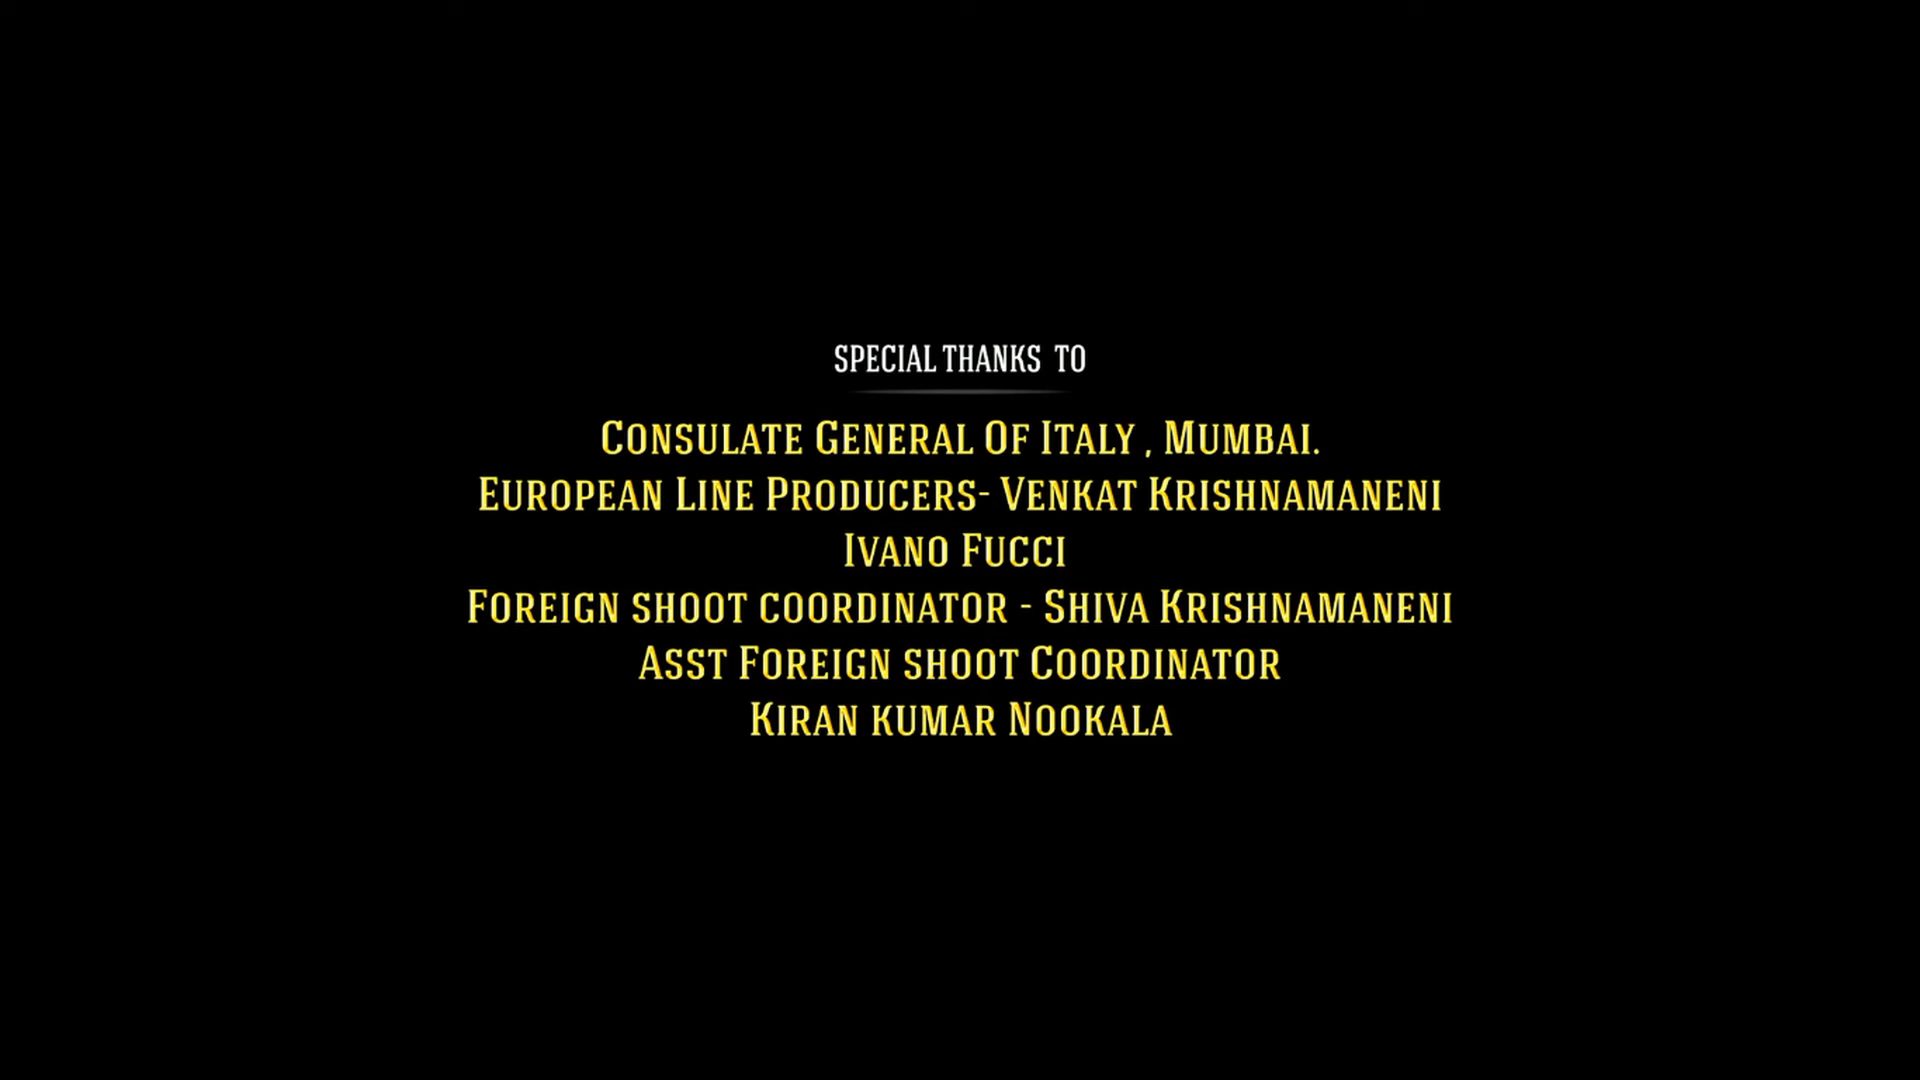 SPECIAL THANKS TO
CONSULATE GENERAL OF ITALY , MUMBAI.
EUROPEAN LINE PRODUCERS- VENKAT KRISHNAMANENI
IVANO FUCCI
FOREIGN SHOOT COORDINATOR - SHIVA KRISHNAMANENI
ASST FOREIGN SHOOT COORDINATOR
KIRAN KUMAR NOOKALA